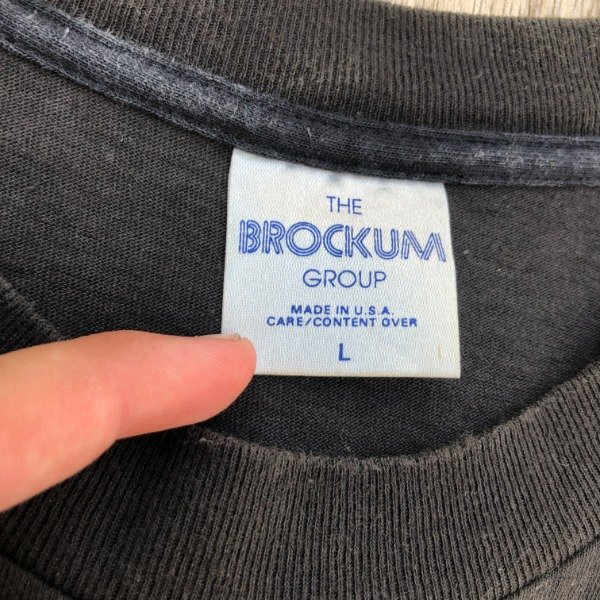 THE
BROCKUM
GROUP
MADE IN U.S.A.
CARE/CONTENT OVER
L